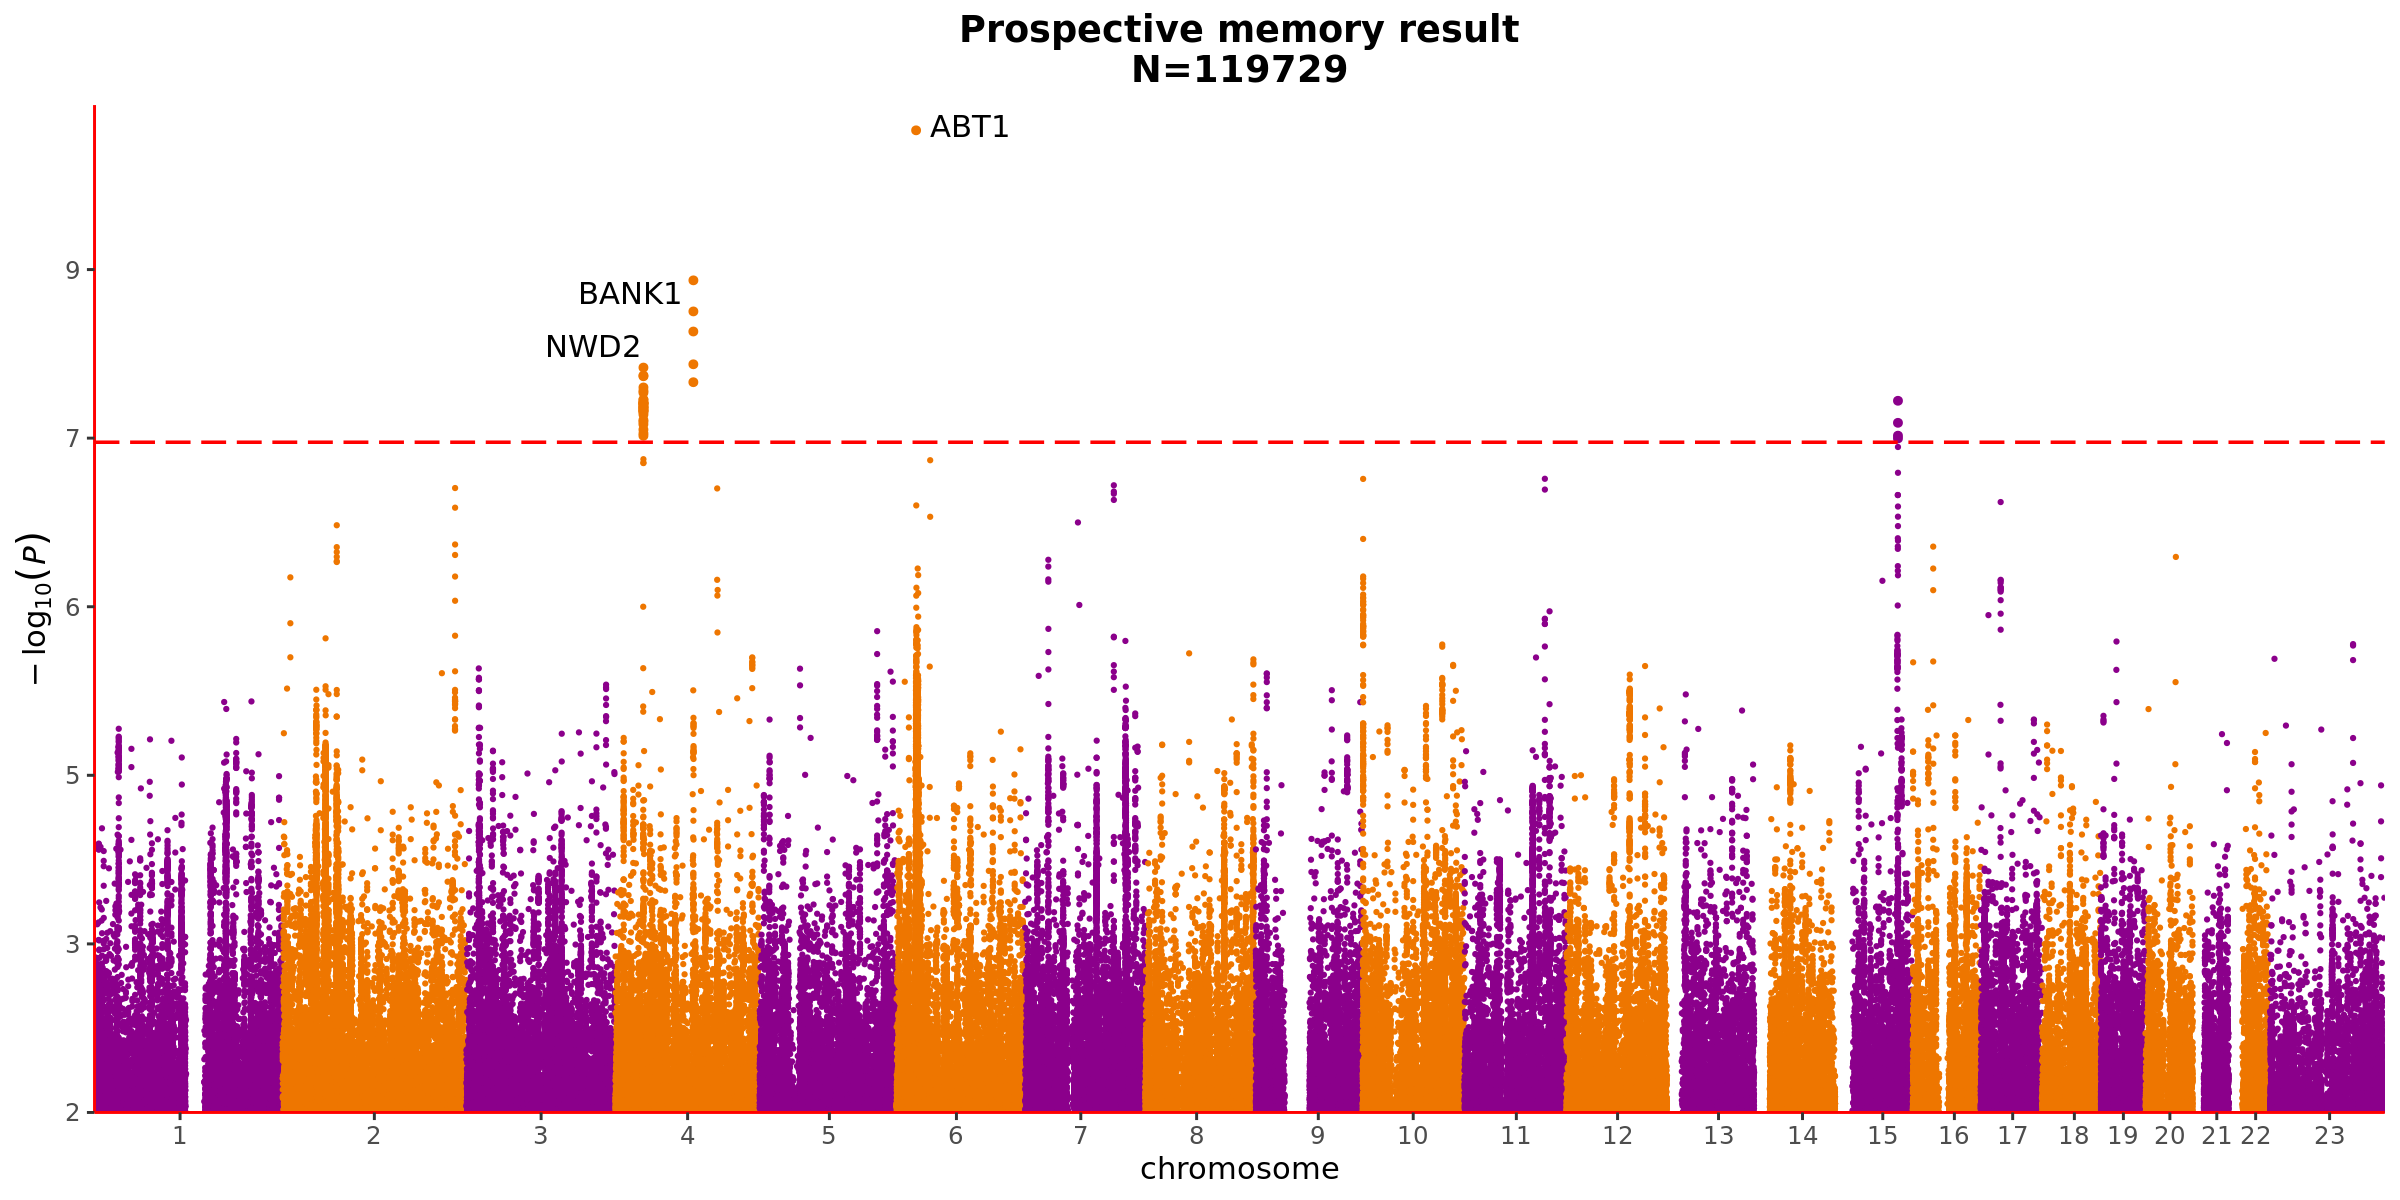 Prospective memory result
N=119729
ABT1
BANK1
NWD2
9
7
6
5
3
2
−log10(P)
1 2 3 4 5 6 7 8 9 10 11 12 13 14 15 16 17 18 19 20 21 22 23
chromosome